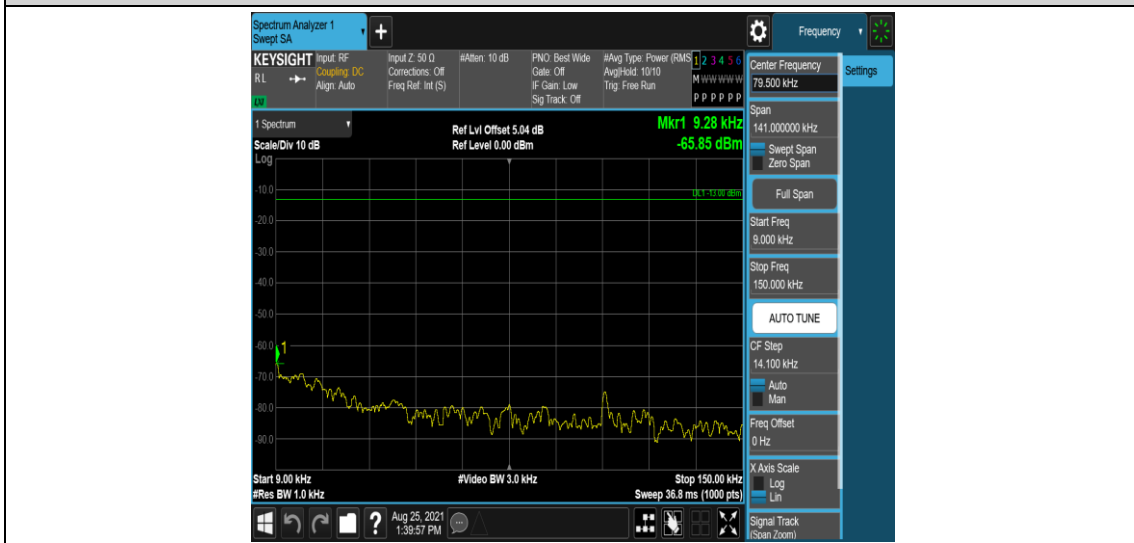 Spectrum Analyzer 1
Swept SA
+
Frequency
KEYSIGHT
RL
LXI
Input: RF
Coupling: DC
Align: Auto
Input Z: 50 Ω
Corrections: Off
Freq Ref: Int (S)
#Atten: 10 dB
PNO: Best Wide
Gate: Off
IF Gain: Low
Sig Track: Off
#Avg Type: Power (RMS
Avg|Hold: 10/10
Trig: Free Run
1 2 3 4 5 6
M W W W W W
P P P P P P
1 Spectrum
Scale/Div 10 dB
Log
Ref Lvl Offset 5.04 dB
Ref Level 0.00 dBm
Mkr1 9.28 kHz
-65.85 dBm
DL1 -13.00 dBm
-10.0
-20.0
-30.0
-40.0
-50.0
-60.0
1
-70.0
-80.0
-90.0
Start 9.00 kHz
#Video BW 3.0 kHz
Stop 150.00 kHz
#Res BW 1.0 kHz
Sweep 36.8 ms (1000 pts)
?
Aug 25, 2021
1:39:57 PM
Center Frequency
79.500 kHz
Settings
Span
141.000000 kHz
Swept Span
Zero Span
Full Span
Start Freq
9.000 kHz
Stop Freq
150.000 kHz
AUTO TUNE
CF Step
14.100 kHz
Auto
Man
Freq Offset
0 Hz
X Axis Scale
Log
Lin
Signal Track
(Span Zoom)